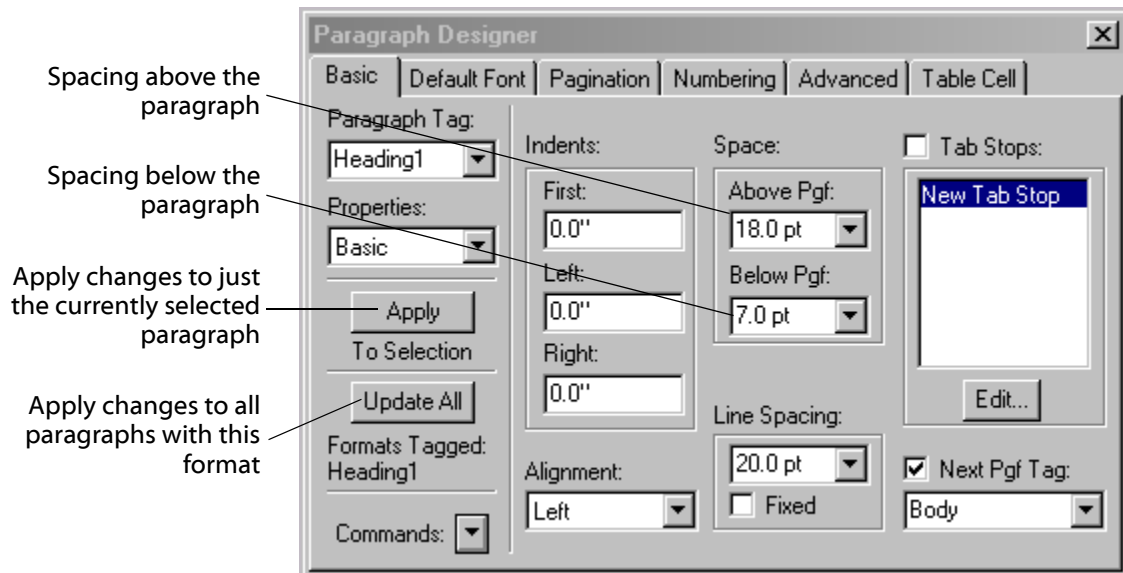 Paragraph Designer
Basic
Default Font
Pagination
Numbering
Advanced
Table Cell
Spacing above the
paragraph
Spacing below the
paragraph
Apply changes to just
the currently selected
paragraph
Apply changes to all
paragraphs with this
format
Paragraph Tag:
Heading1
Properties:
Basic
Apply
To Selection
Update All
Formats Tagged:
Heading1
Commands:
Indents:
First:
0.0"
Left:
0.0"
Right:
0.0"
Alignment:
Left
Space:
Above Pgf:
18.0 pt
Below Pgf:
7.0 pt
Line Spacing:
20.0 pt
Fixed
Tab Stops:
New Tab Stop
Edit...
Next Pgf Tag:
Body